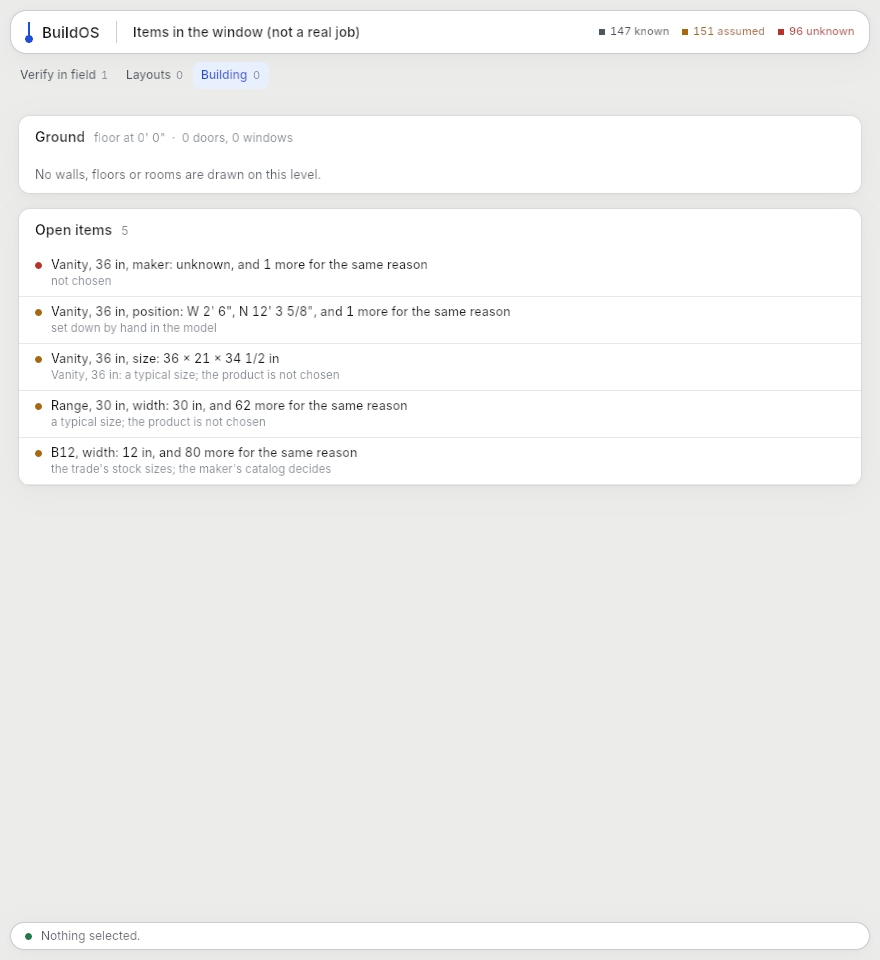 BuildOS
Items in the window (not a real job)
147 known
151 assumed
96 unknown
Verify in field 1
Layouts 0
Building 0
Ground floor at 0' 0" · 0 doors, 0 windows
No walls, floors or rooms are drawn on this level.
Open items 5
Vanity, 36 in, maker: unknown, and 1 more for the same reason
not chosen
Vanity, 36 in, position: W 2' 6", N 12' 3 5/8", and 1 more for the same reason
set down by hand in the model
Vanity, 36 in, size: 36 × 21 × 34 1/2 in
Vanity, 36 in: a typical size; the product is not chosen
Range, 30 in, width: 30 in, and 62 more for the same reason
a typical size; the product is not chosen
B12, width: 12 in, and 80 more for the same reason
the trade's stock sizes; the maker's catalog decides
Nothing selected.